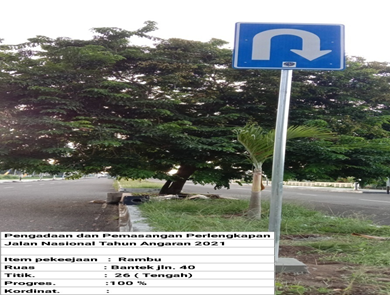 Pengadaan dan Pemasangan Perlengkapan
Jalan Nasional Tahun Angaran 2021
Item pekeejaan : Rambu
Ruas : Bantek jln. 40
Titik. : 26 ( Tengah)
Progres. :100 %
Kordinat. :